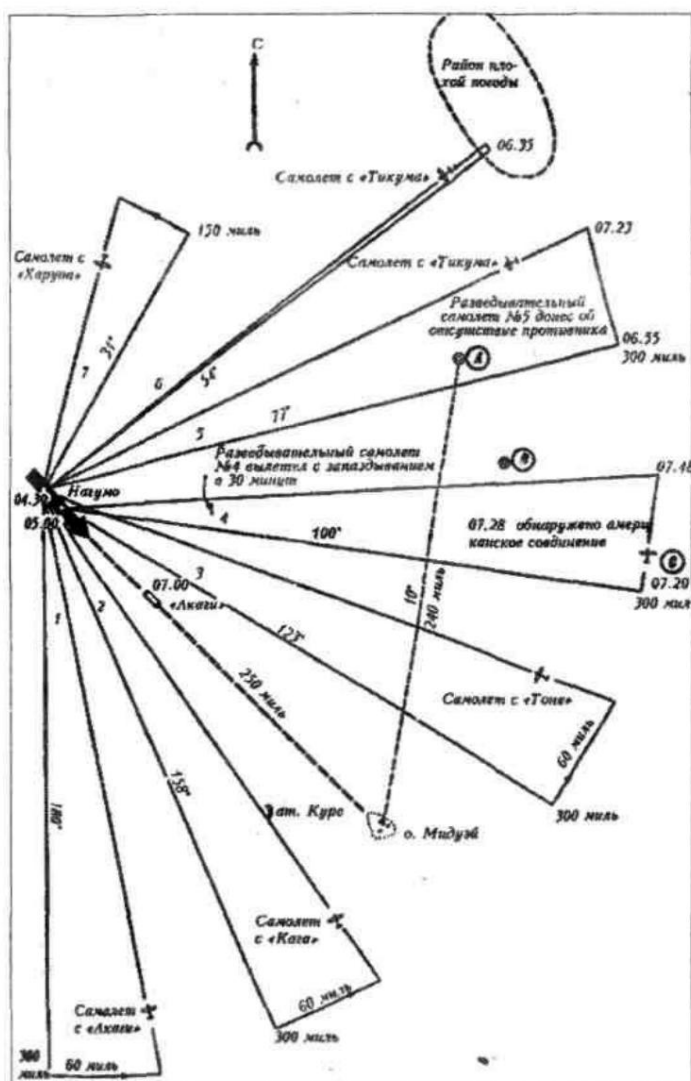 С
Район пло-
хой погоды
06.35
Самолет с «Тикума»
150 миль
07.23
Самолет с
«Харуна»
Самолет с «Тикума»
Разведывательный
самолет №5 донес об
отсутствие противника
06.55
300 миль
7
31°
6
54°
5
77°
Разведывательный самолет
№4 вылетел с запаздыванием
в 30 минут
4
07.48
Нагумо
04.30
05.00
100°
07.28 обнаружено амери
канское соединение
07.20
300 миль
3
07.00
«Акаги»
1
2
123°
10°
240 миль
250 миль
Самолет с «Тоне»
60 миль
300 миль
180°
158°
ат. Куре
о. Мидуэй
Самолет
с «Кага»
60 миль
300 миль
Самолет
с «Акаги»
300
миль
60 миль